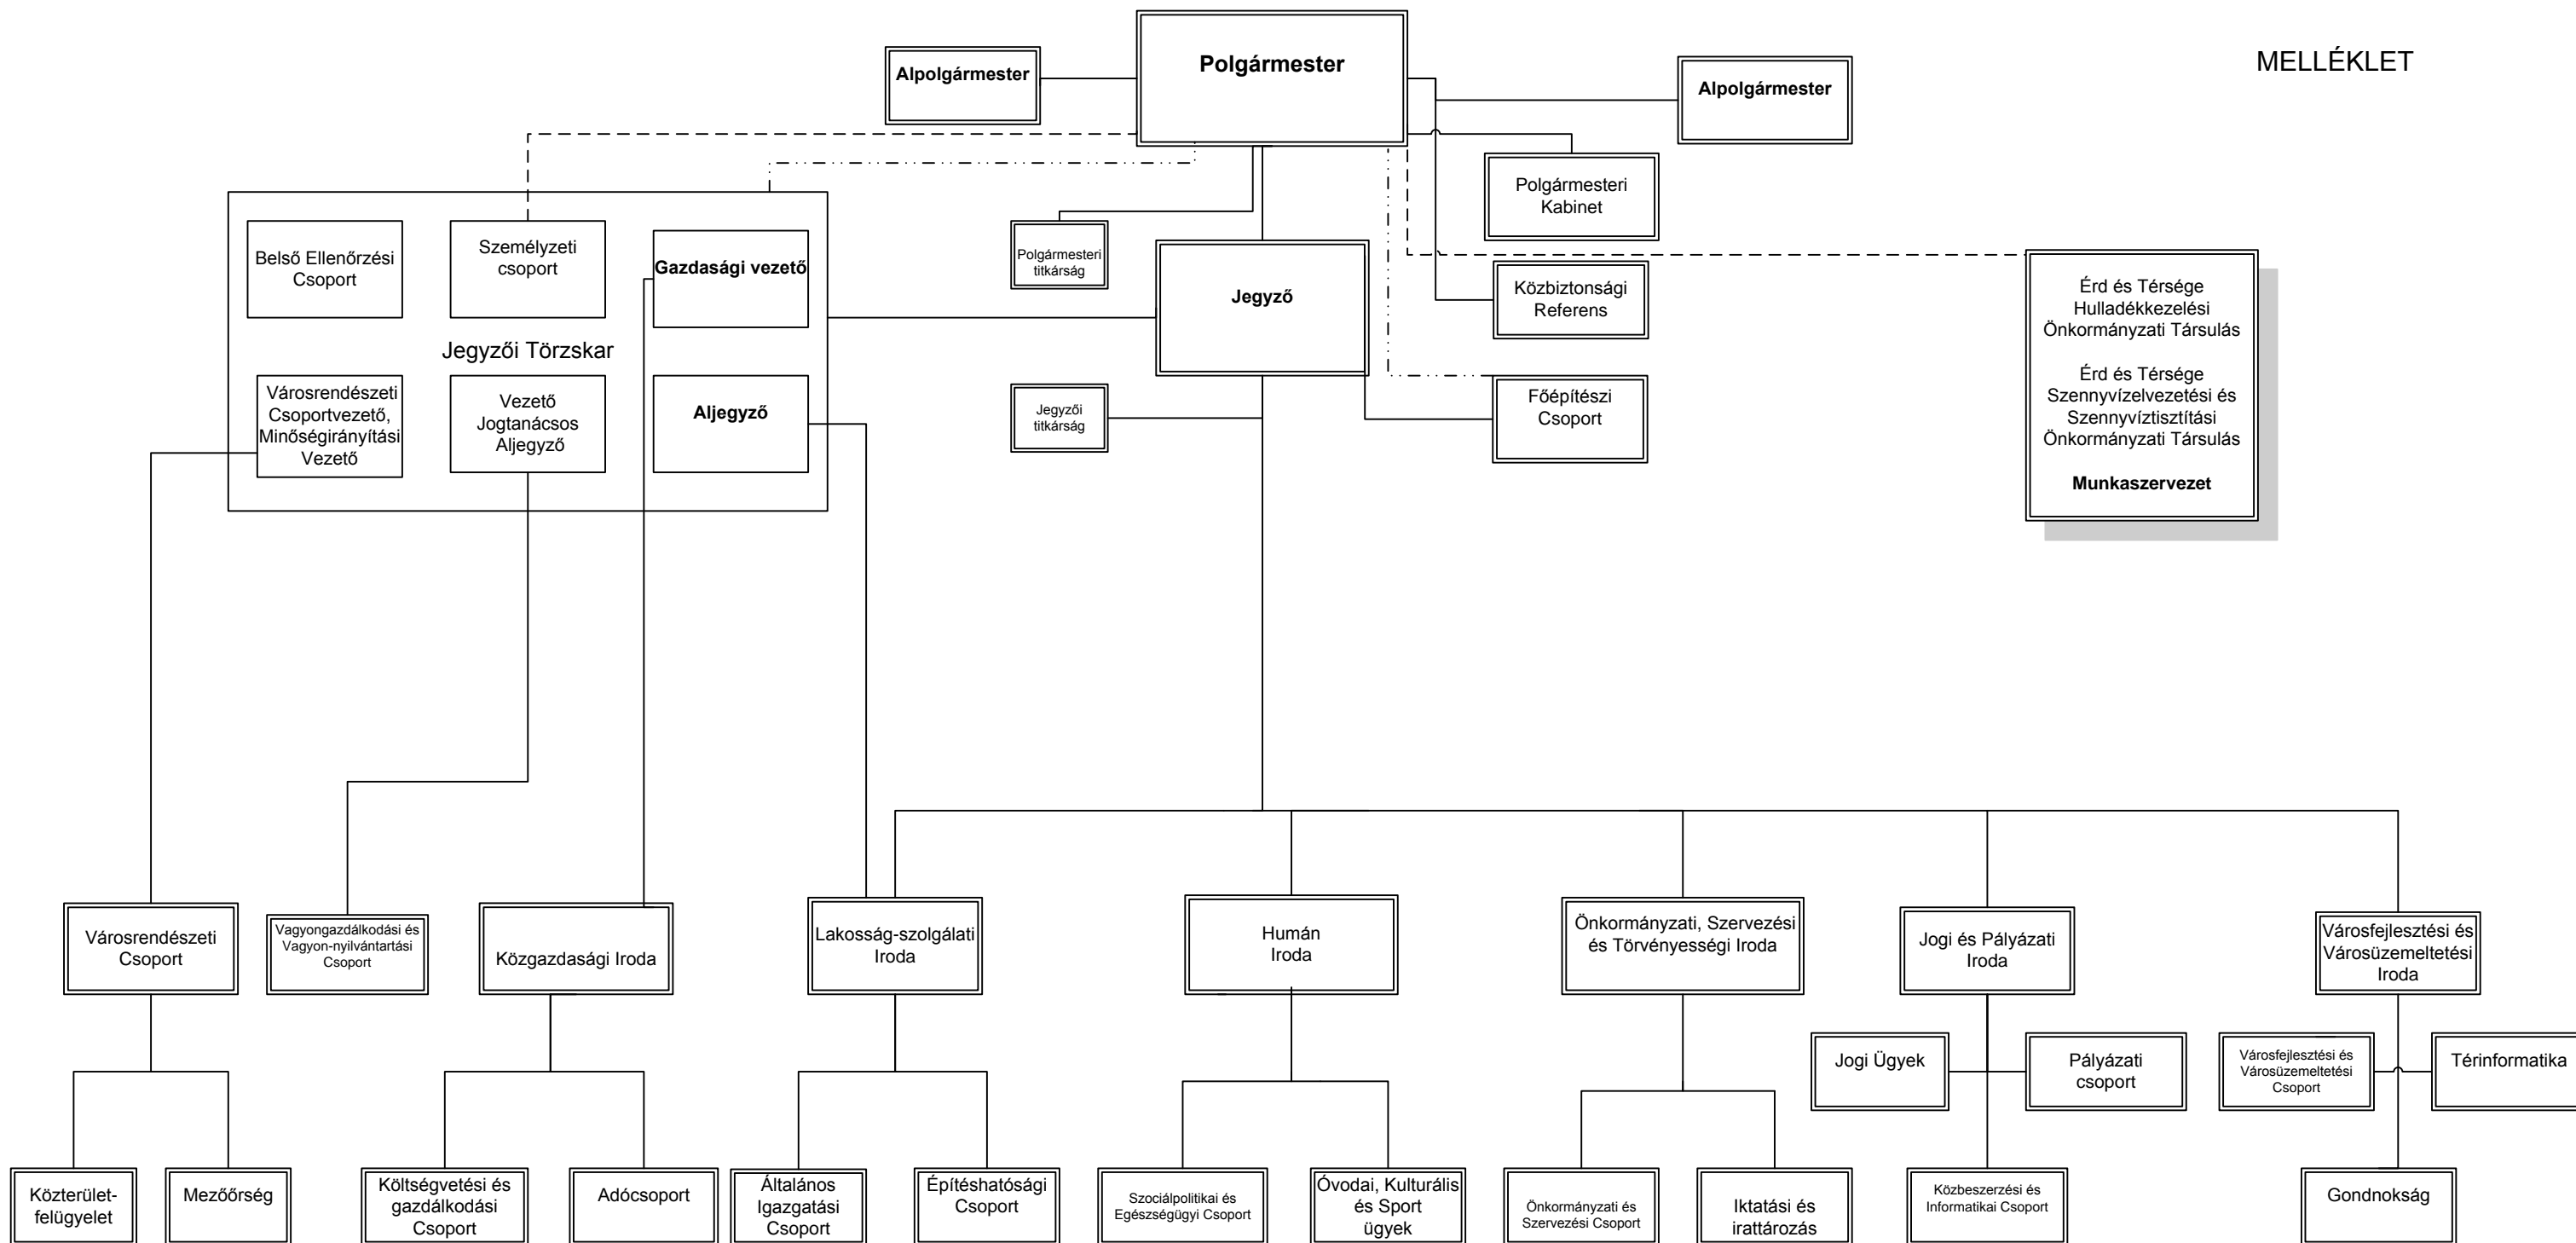 MELLÉKLET
Polgármester
Alpolgármester
Alpolgármester
Polgármesteri
Kabinet
Belső Ellenőrzési
Csoport
Személyzeti
csoport
Gazdasági vezető
Polgármesteri
titkárság
Jegyző
Közbiztonsági
Referens
Érd és Térsége
Hulladékkezelési
Önkormányzati Társulás
Érd és Térsége
Szennyvízelvezetési és
Szennyvíztisztítási
Önkormányzati Társulás
Munkaszervezet
Jegyzői Törzskar
Városrendészeti
Csoportvezető,
Minőségirányítási
Vezető
Vezető
Jogtanácsos
Aljegyző
Aljegyző
Jegyzői
titkárság
Főépítészi
Csoport
Városrendészeti
Csoport
Vagyongazdálkodási és
Vagyon-nyilvántartási
Csoport
Közgazdasági Iroda
Lakosság-szolgálati
Iroda
Humán
Iroda
Önkormányzati, Szervezési
és Törvényességi Iroda
Jogi és Pályázati
Iroda
Városfejlesztési és
Városüzemeltetési
Iroda
Jogi Ügyek
Pályázati
csoport
Városfejlesztési és
Városüzemeltetési
Csoport
Térinformatika
Közterület-
felügyelet
Mezőőrség
Költségvetési és
gazdálkodási
Csoport
Adócsoport
Általános
Igazgatási
Csoport
Építéshatósági
Csoport
Szociálpolitikai és
Egészségügyi Csoport
Óvodai, Kulturális
és Sport
ügyek
Önkormányzati és
Szervezési Csoport
Iktatási és
irattározás
Közbeszerzési és
Informatikai Csoport
Gondnokság